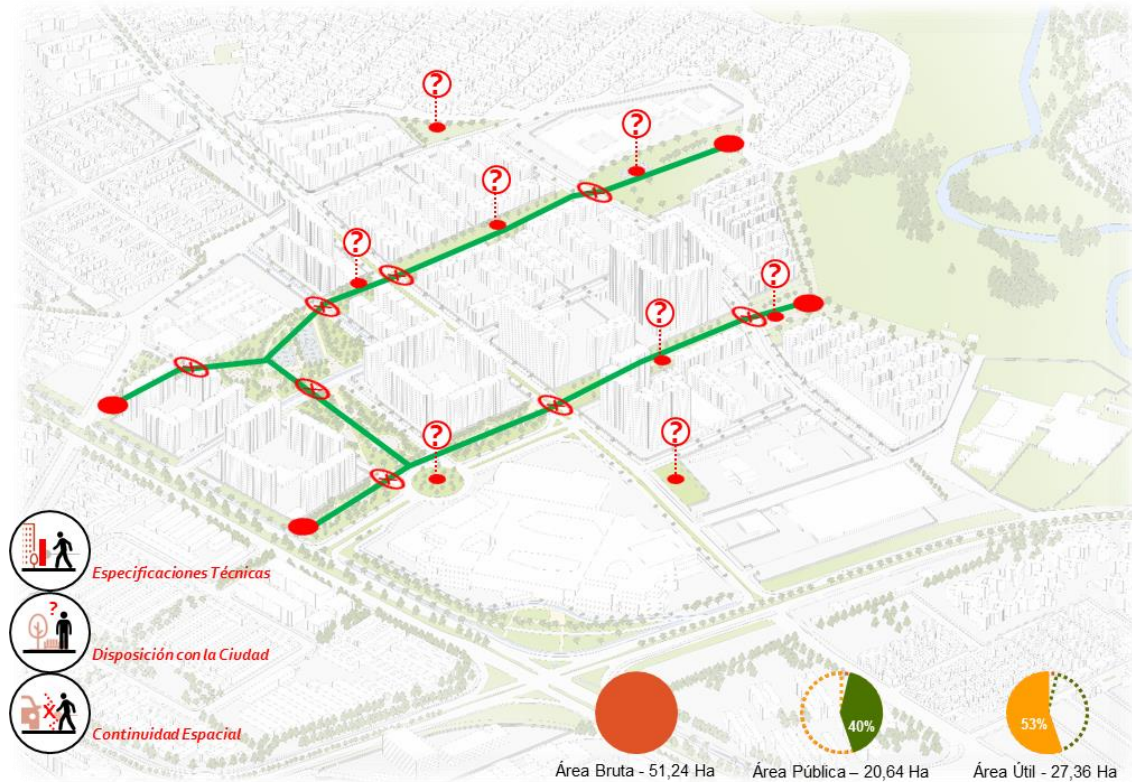 ?
?
?
?
?
?
?
?
Especificaciones Técnicas
?
Disposición con la Ciudad
X
Continuidad Espacial
40%
53%
Área Bruta - 51,24 Ha
Área Pública – 20,64 Ha
Área Útil - 27,36 Ha